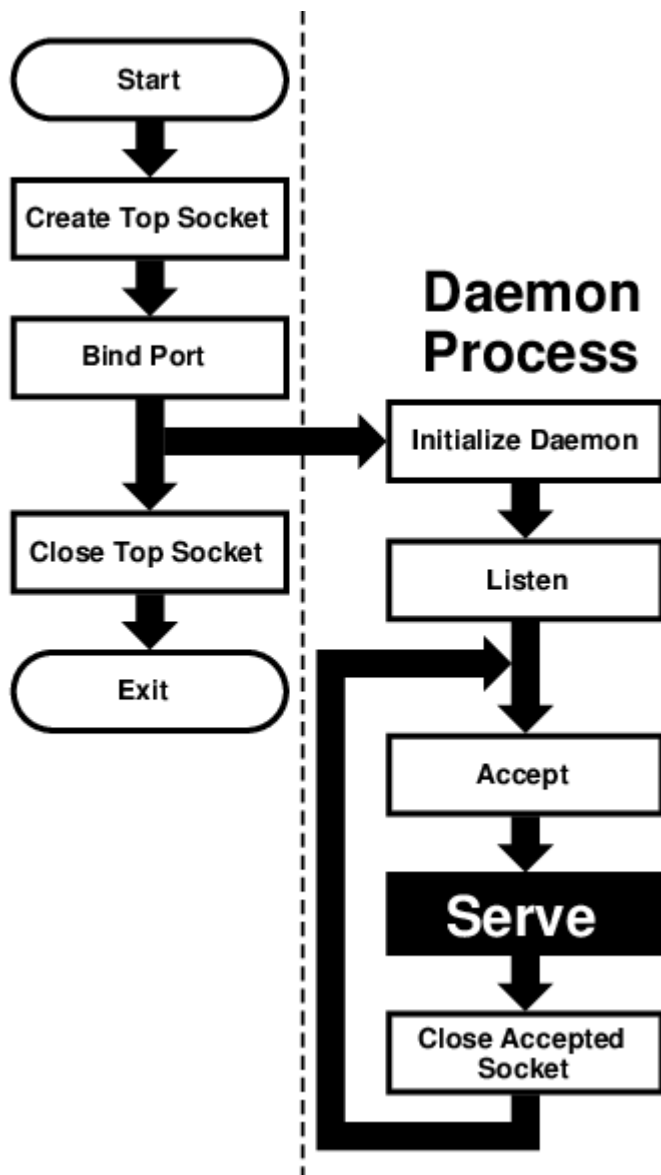 Start
Create Top Socket
Bind Port
Close Top Socket
Exit
Daemon
Process
Initialize Daemon
Listen
Accept
Serve
Close Accepted
Socket